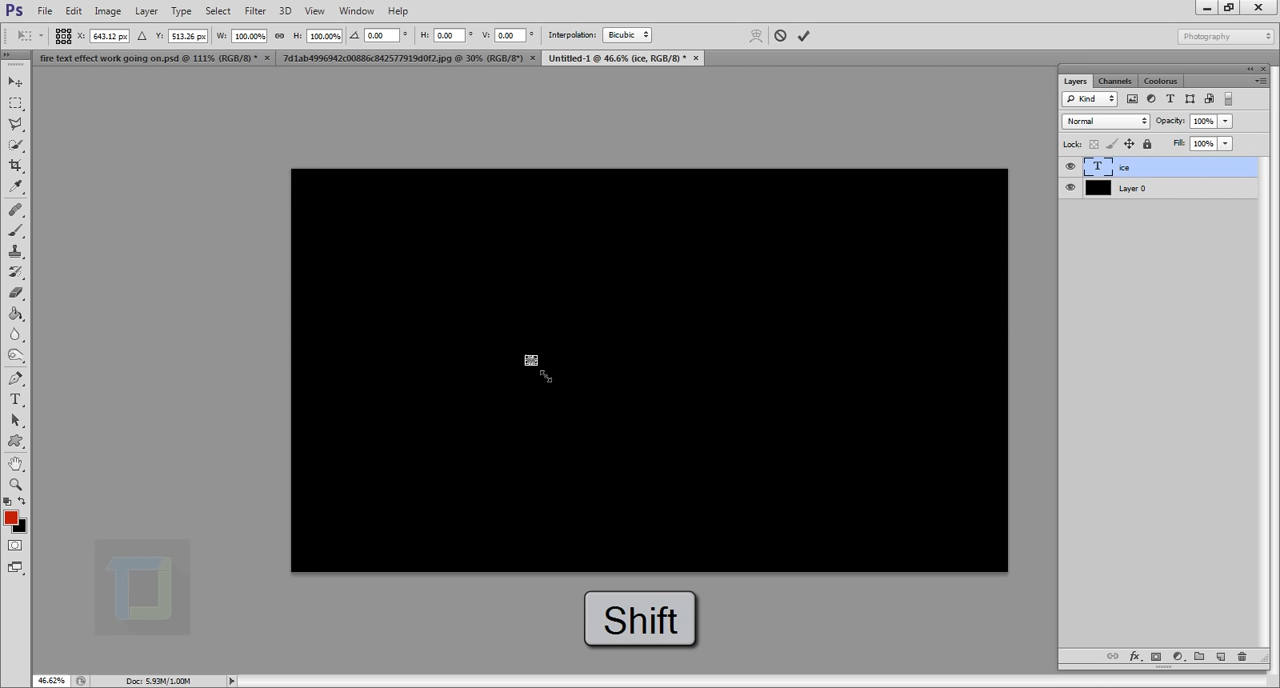 Ps File Edit Image Layer Type Select Filter 3D View Window Help
X: 643.12 px Y: 513.26 px W: 100.00% H: 100.00% 0.00 ° H: 0.00 ° V: 0.00 ° Interpolation: Bicubic Photography
fire text effect work going on.psd @ 111% (RGB/8) * × 7d1ab4996942c00886c842577919d0f2.jpg @ 30% (RGB/8*) × Untitled-1 @ 46.6% (ice, RGB/8) * ×
Layers Channels Coolorus
Kind
Normal Opacity: 100%
Lock: Fill: 100%
T ice
Layer 0
Shift
46.62% Doc: 5.93M/1.00M